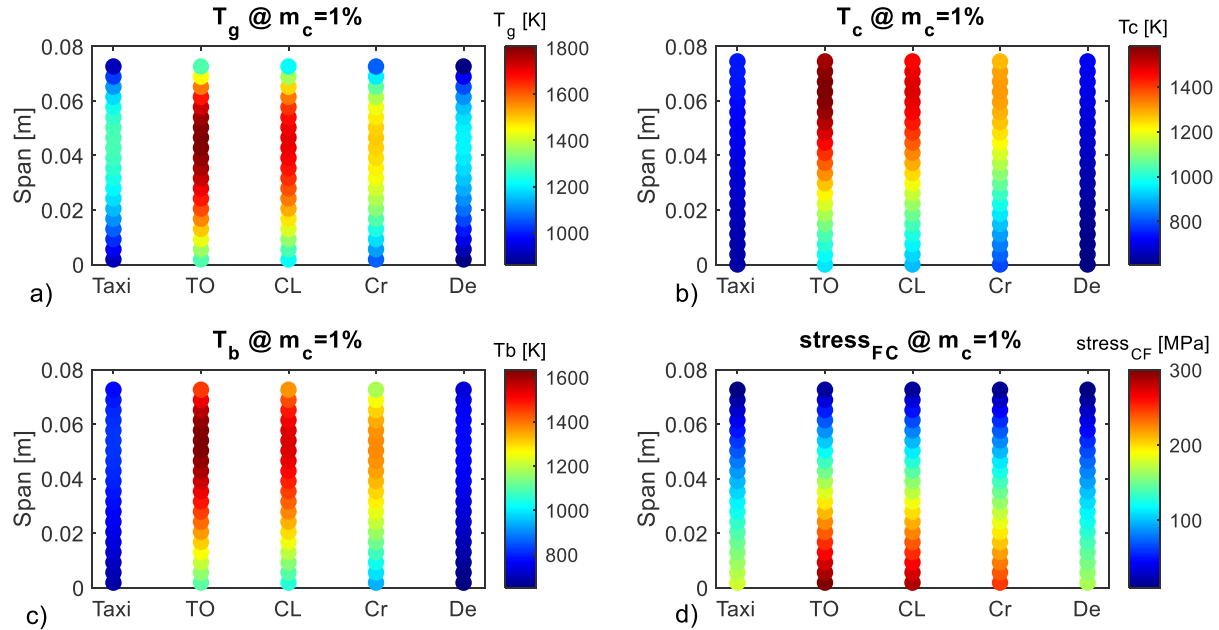 T_g @ m_c=1%
T_g [K]
0.08
0.06
0.04
0.02
0
Span [m]
Taxi TO CL Cr De
1800
1600
1400
1200
1000
a)
T_c @ m_c=1%
Tc [K]
0.08
0.06
0.04
0.02
0
Span [m]
Taxi TO CL Cr De
1400
1200
1000
800
b)
T_b @ m_c=1%
Tb [K]
0.08
0.06
0.04
0.02
0
Span [m]
Taxi TO CL Cr De
1600
1400
1200
1000
800
c)
stress_FC @ m_c=1%
stress_CF [MPa]
0.08
0.06
0.04
0.02
0
Span [m]
Taxi TO CL Cr De
300
200
100
d)